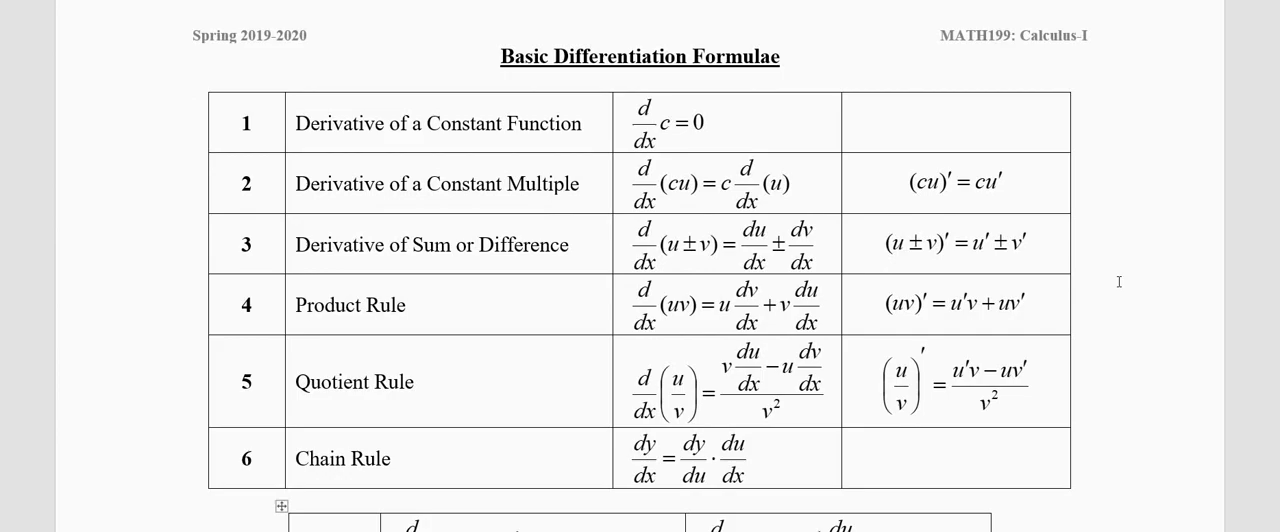 Spring 2019-2020 MATH199: Calculus-I
Basic Differentiation Formulae
1 Derivative of a Constant Function d/dx c = 0
2 Derivative of a Constant Multiple d/dx (cu) = c d/dx (u) (cu)′ = cu′
3 Derivative of Sum or Difference d/dx (u ± v) = du/dx ± dv/dx (u ± v)′ = u′ ± v′
4 Product Rule d/dx (uv) = u dv/dx + v du/dx (uv)′ = u′v + uv′
5 Quotient Rule d/dx (u/v) = (v du/dx − u dv/dx)/v² (u/v)′ = (u′v − uv′)/v²
6 Chain Rule dy/dx = dy/du · du/dx
d d du